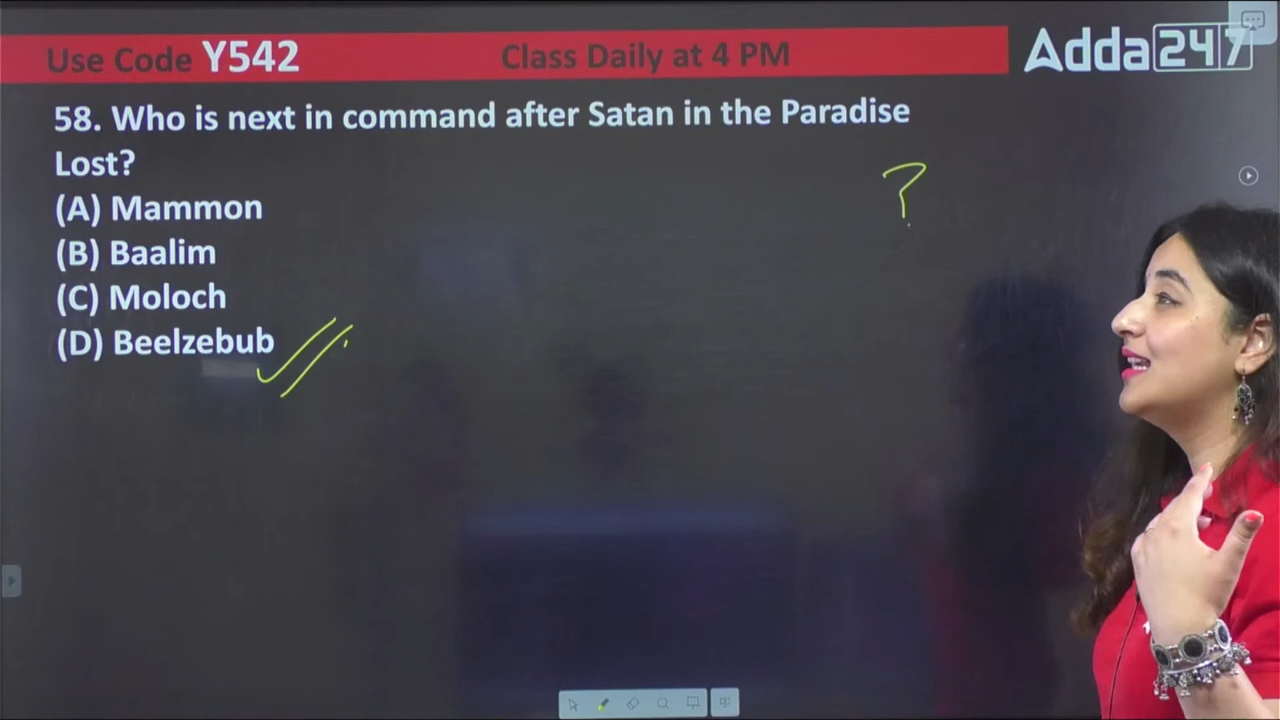 Use Code Y542 Class Daily at 4 PM Adda247
58. Who is next in command after Satan in the Paradise
Lost?
?
(A) Mammon
(B) Baalim
(C) Moloch
(D) Beelzebub